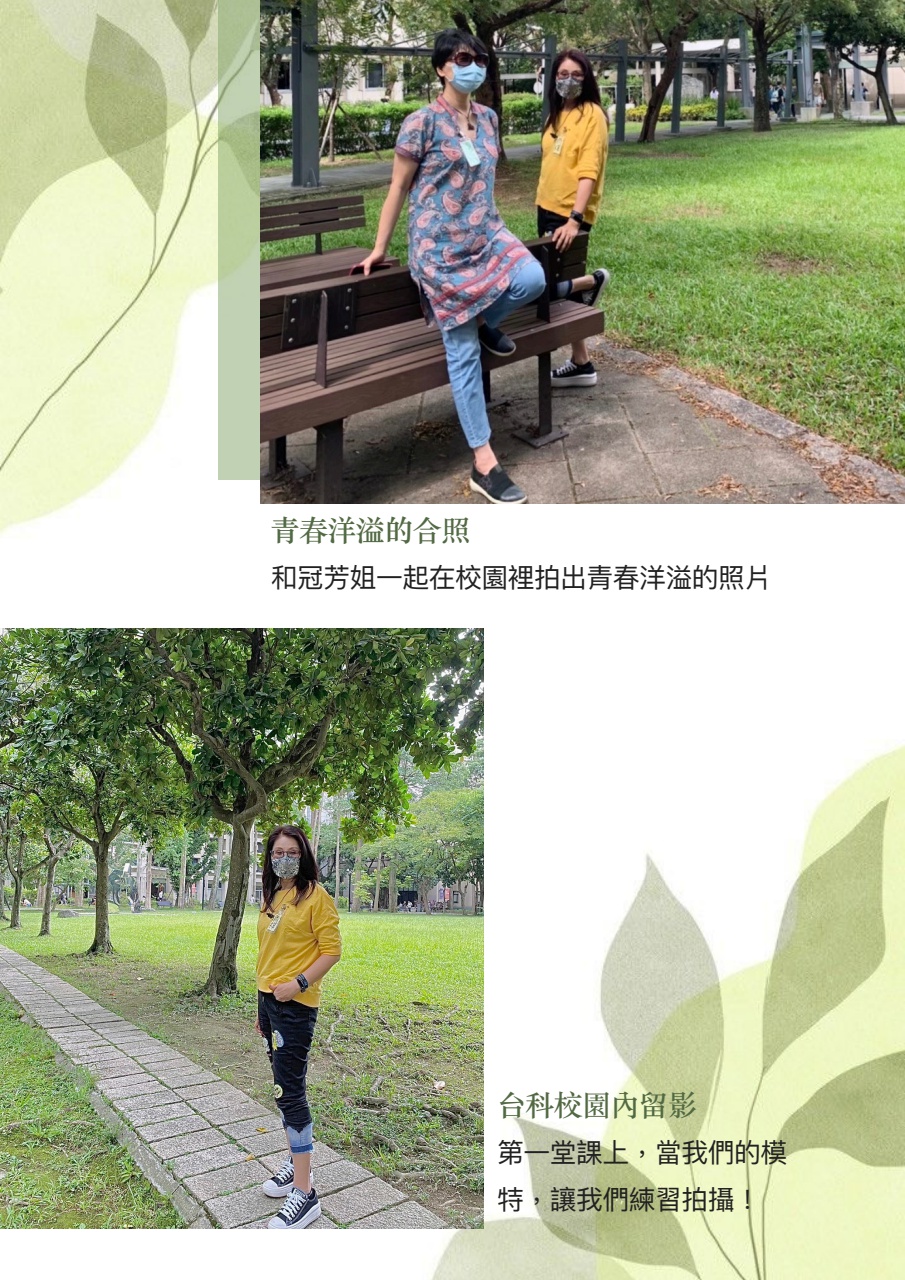 青春洋溢的合照
和冠芳姐一起在校園裡拍出青春洋溢的照片
台科校園內留影
第一堂課上，當我們的模
特，讓我們練習拍攝！